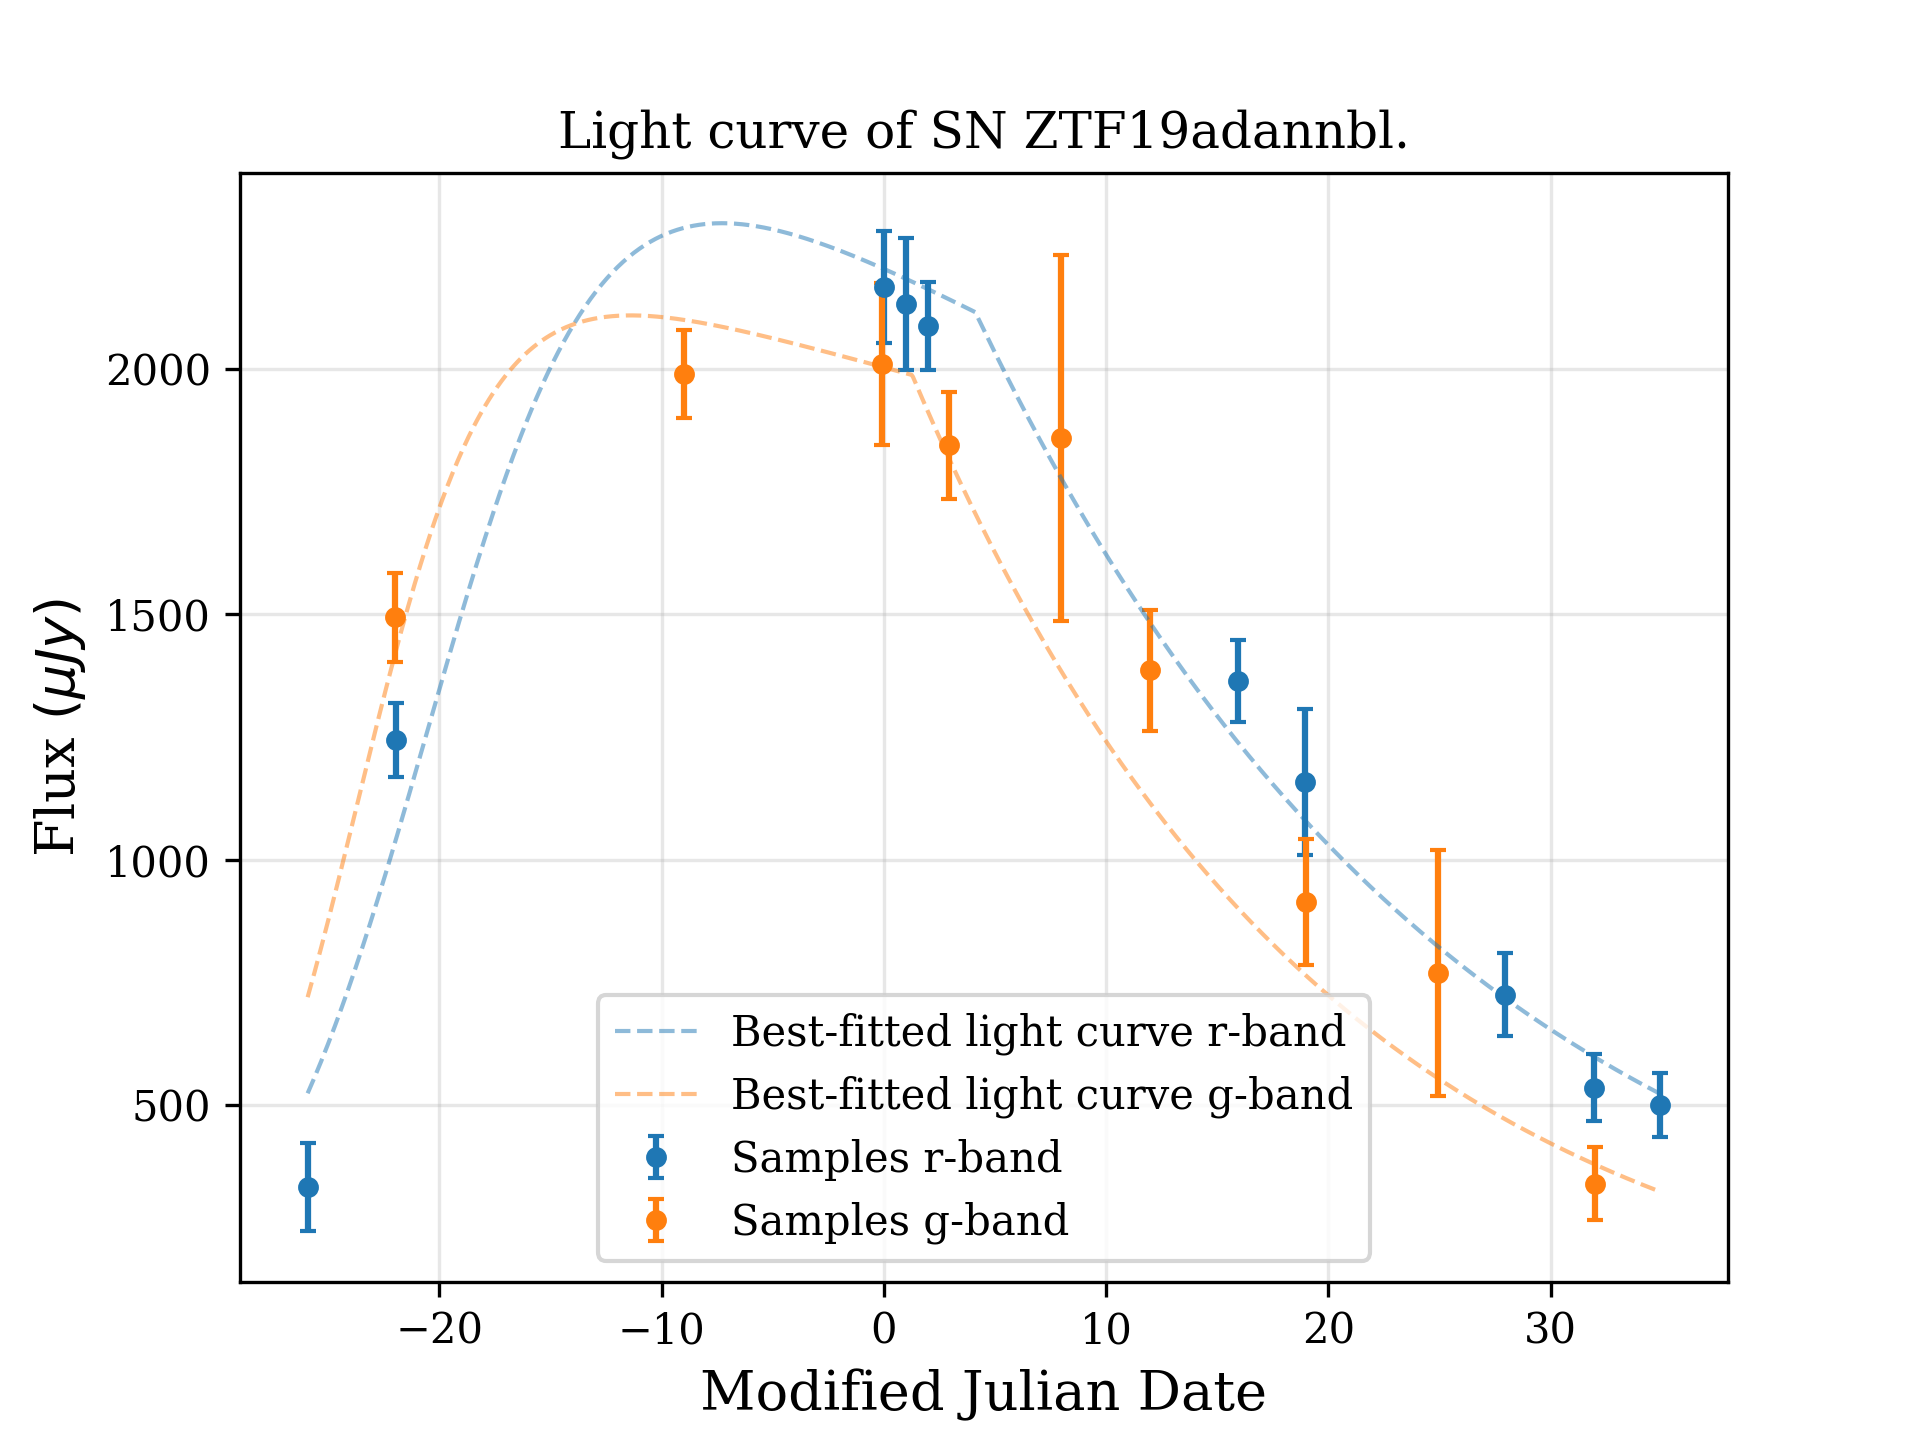 Light curve of SN ZTF19adannbl.
Flux (μJy)
2000
1500
1000
500
Best-fitted light curve r-band
Best-fitted light curve g-band
Samples r-band
Samples g-band
−20 −10 0 10 20 30
Modified Julian Date